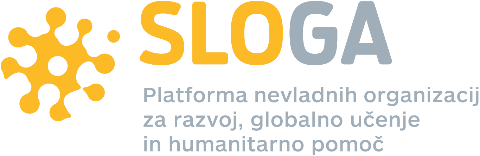 SLOGA
Platforma nevladnih organizacij
za razvoj, globalno učenje
in humanitarno pomoč